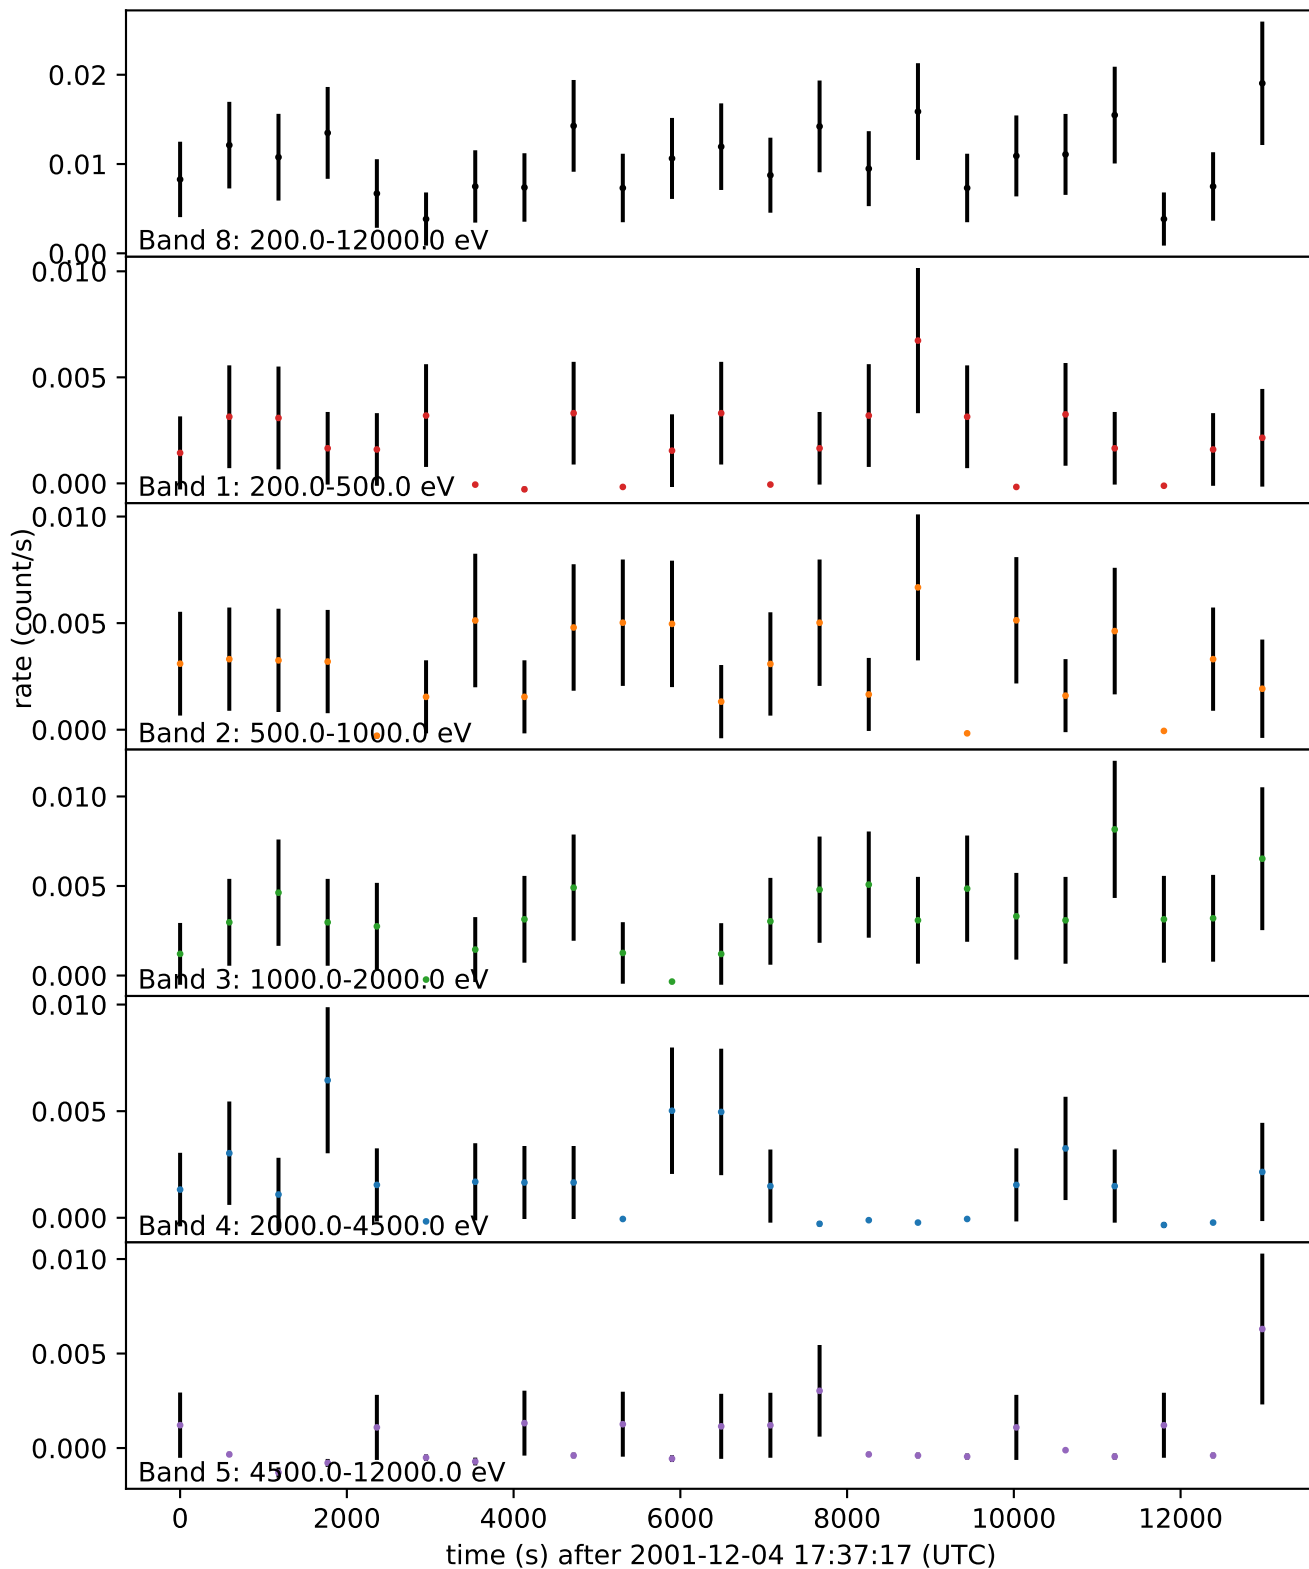 0.02
0.01
0.00
Band 8: 200.0-12000.0 eV
0.010
0.005
0.000
Band 1: 200.0-500.0 eV
0.010
0.005
0.000
Band 2: 500.0-1000.0 eV
rate (count/s)
0.010
0.005
0.000
Band 3: 1000.0-2000.0 eV
0.010
0.005
0.000
Band 4: 2000.0-4500.0 eV
0.010
0.005
0.000
Band 5: 4500.0-12000.0 eV
0 2000 4000 6000 8000 10000 12000
time (s) after 2001-12-04 17:37:17 (UTC)